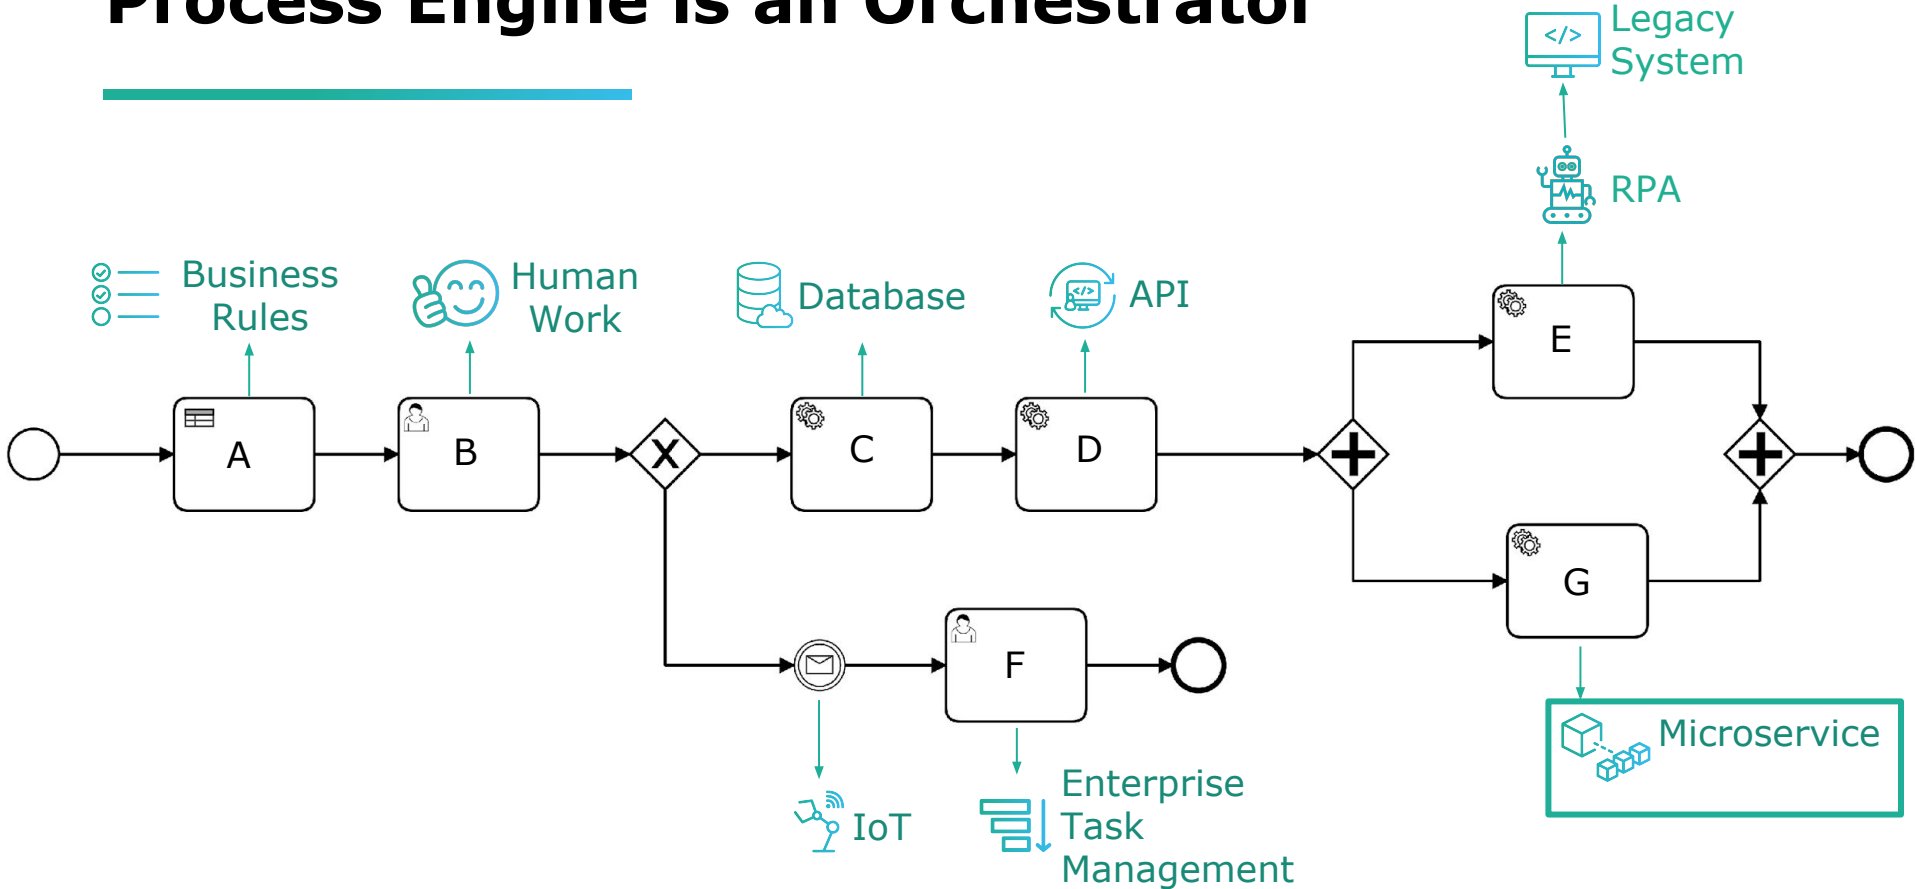 Process Engine is an Orchestrator
Legacy
System
</>
RPA
Business
Rules
Human
Work
Database
</>
API
E
A
B
X
C
D
G
F
Microservice
IoT
Enterprise
Task
Management